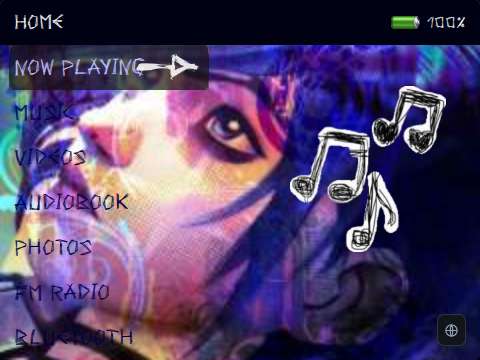 HOME
100%
NOW PLAYING
MUSIC
VIDEOS
AUDIOBOOK
PHOTOS
FM RADIO
BLUETOOTH